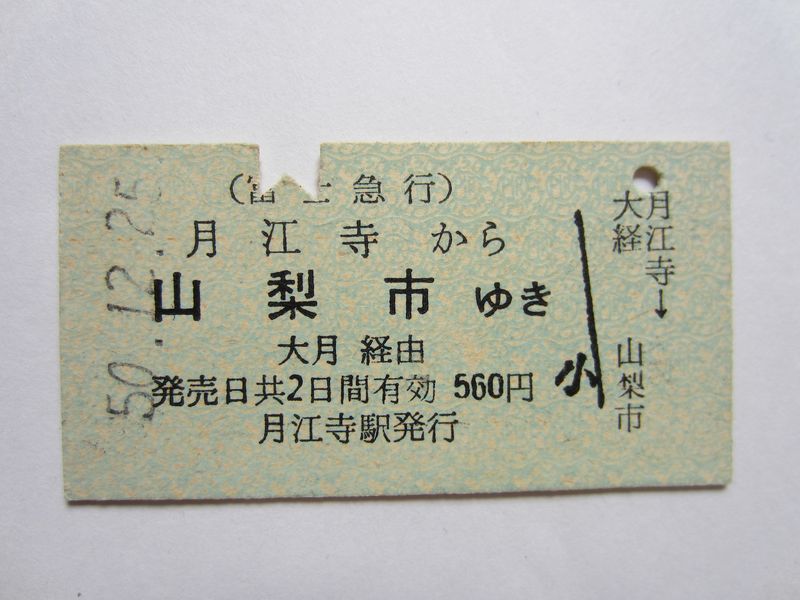 50.12.25
(富士急行)
月江寺から
山梨市ゆき
大月経由
発売日共2日間有効 560円
月江寺駅発行
小
月江寺→山梨市
大経